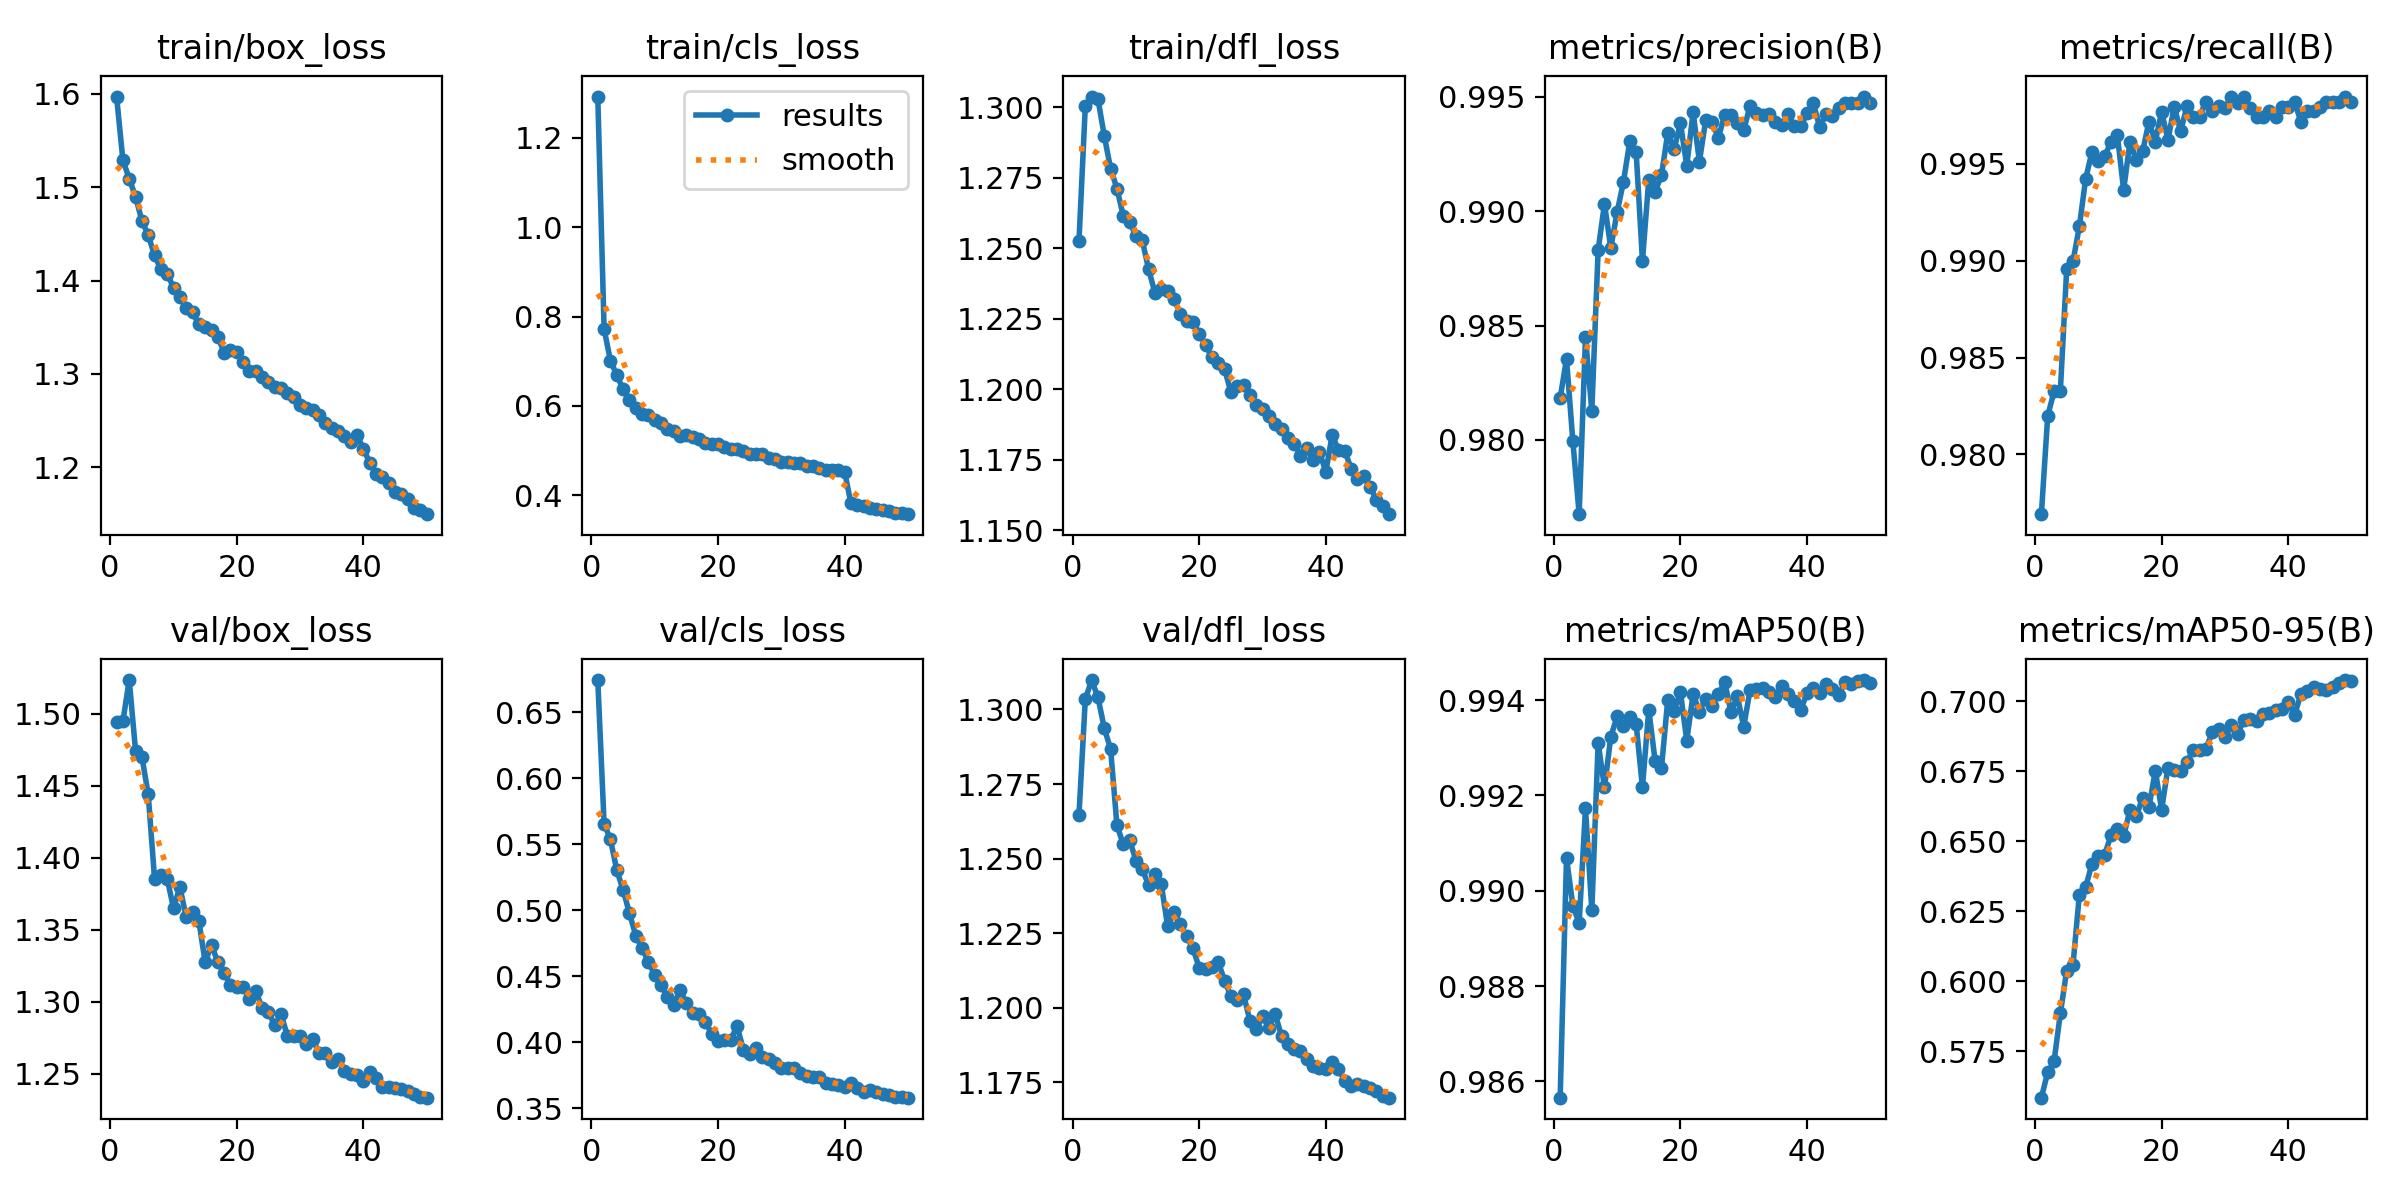 train/box_loss
1.6
1.5
1.4
1.3
1.2
0 20 40
train/cls_loss
results
smooth
1.2
1.0
0.8
0.6
0.4
0 20 40
train/dfl_loss
1.300
1.275
1.250
1.225
1.200
1.175
1.150
0 20 40
metrics/precision(B)
0.995
0.990
0.985
0.980
0 20 40
metrics/recall(B)
0.995
0.990
0.985
0.980
0 20 40
val/box_loss
1.50
1.45
1.40
1.35
1.30
1.25
0 20 40
val/cls_loss
0.65
0.60
0.55
0.50
0.45
0.40
0.35
0 20 40
val/dfl_loss
1.300
1.275
1.250
1.225
1.200
1.175
0 20 40
metrics/mAP50(B)
0.994
0.992
0.990
0.988
0.986
0 20 40
metrics/mAP50-95(B)
0.700
0.675
0.650
0.625
0.600
0.575
0 20 40